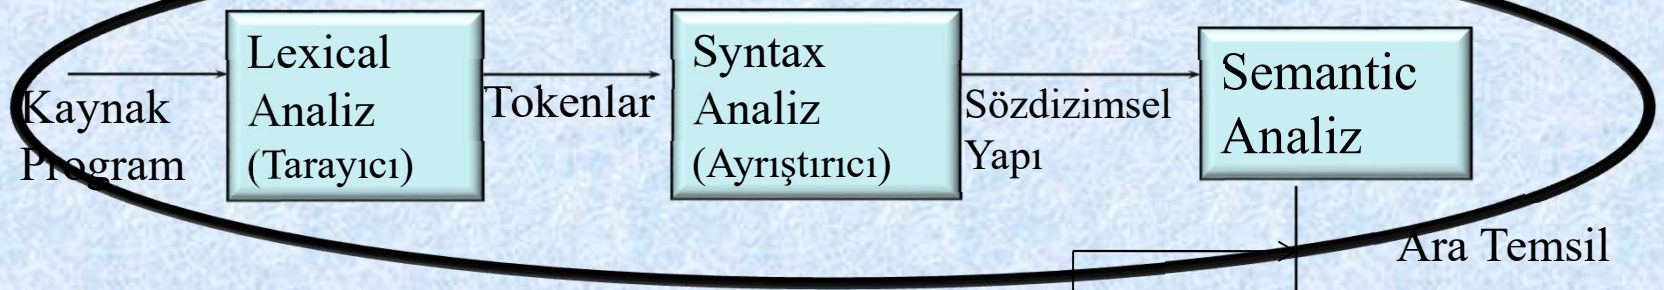 Kaynak
Program
Lexical
Analiz
(Tarayıcı)
Tokenlar
Syntax
Analiz
(Ayrıştırıcı)
Sözdizimsel
Yapı
Semantic
Analiz
Ara Temsil